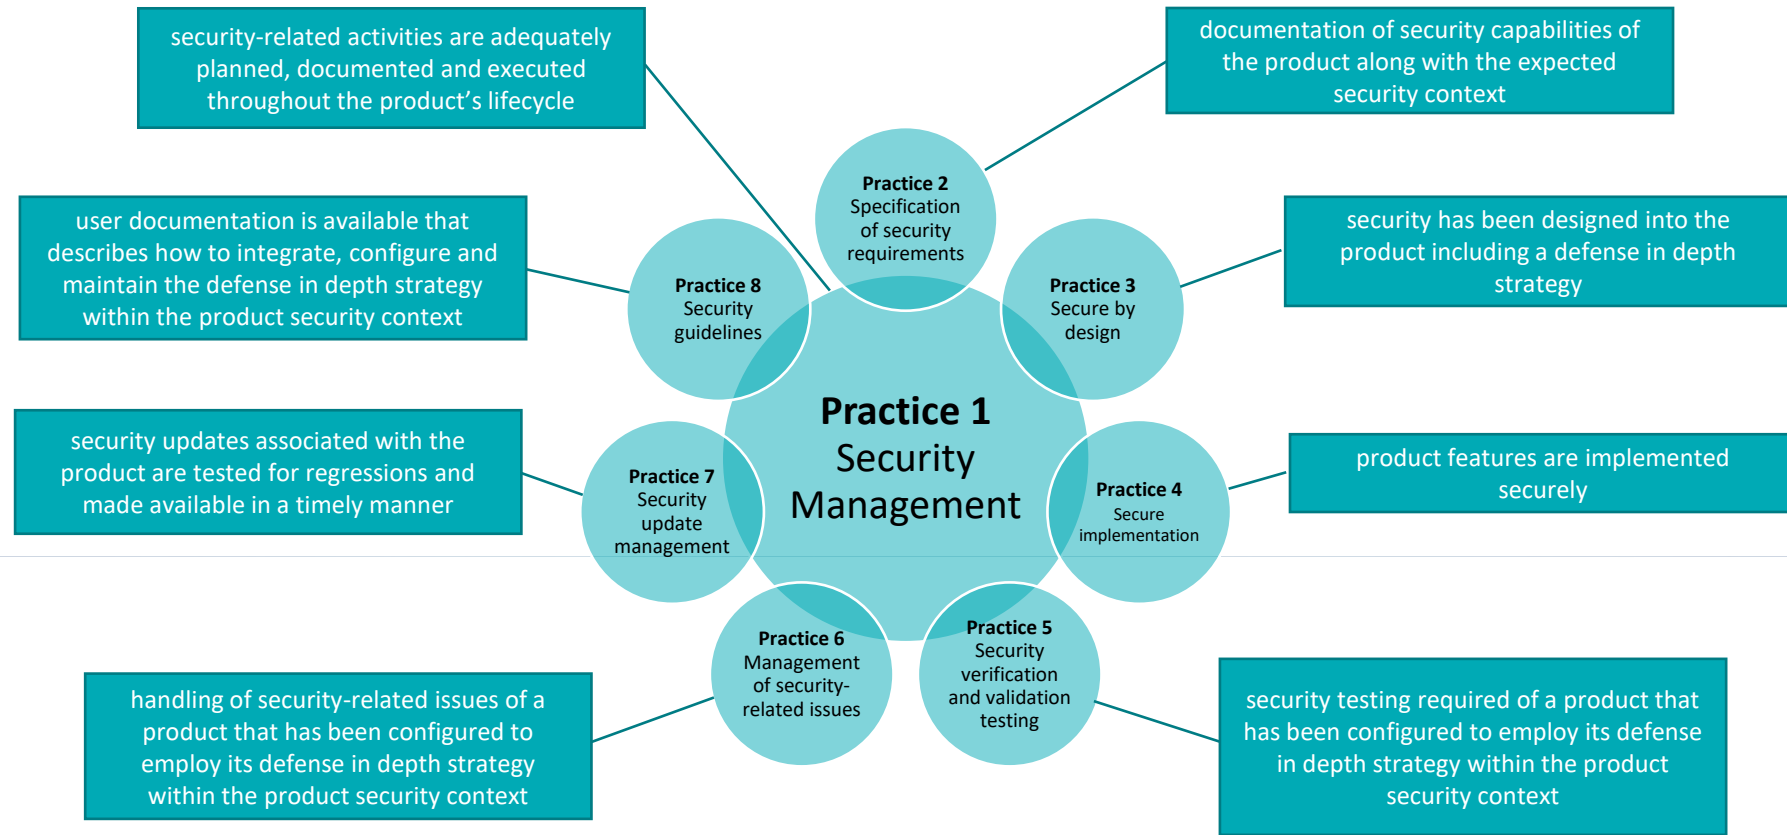 security-related activities are adequately
planned, documented and executed
throughout the product’s lifecycle
documentation of security capabilities of
the product along with the expected
security context
user documentation is available that
describes how to integrate, configure and
maintain the defense in depth strategy
within the product security context
security has been designed into the
product including a defense in depth
strategy
security updates associated with the
product are tested for regressions and
made available in a timely manner
product features are implemented
securely
handling of security-related issues of a
product that has been configured to
employ its defense in depth strategy
within the product security context
security testing required of a product that
has been configured to employ its defense
in depth strategy within the product
security context
Practice 1
Security
Management
Practice 2
Specification
of security
requirements
Practice 3
Secure by
design
Practice 4
Secure
implementation
Practice 5
Security
verification
and validation
testing
Practice 6
Management
of security-
related issues
Practice 7
Security
update
management
Practice 8
Security
guidelines